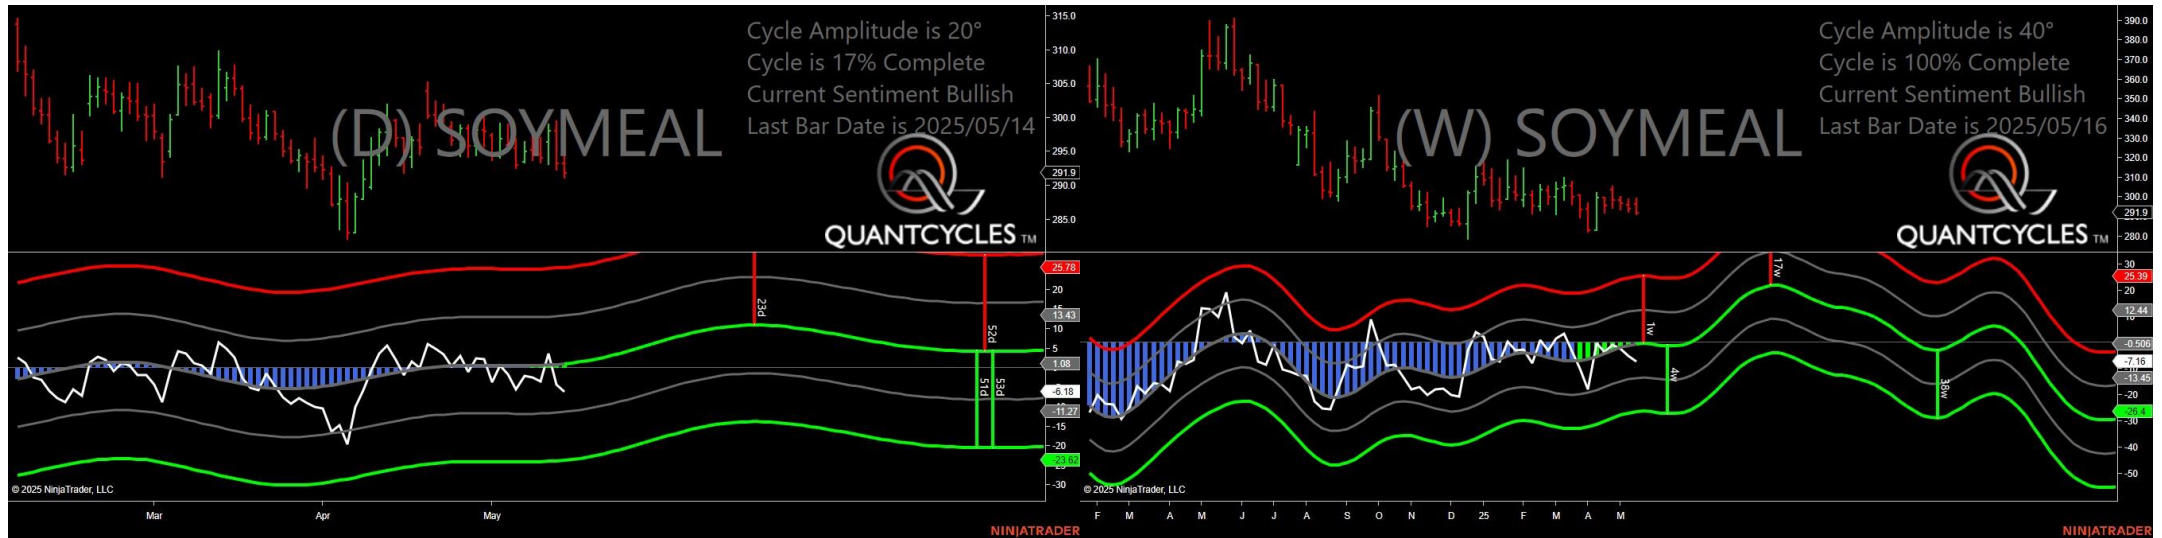 Cycle Amplitude is 20°
Cycle is 17% Complete
Current Sentiment Bullish
Last Bar Date is 2025/05/14
(D) SOYMEAL
QUANTCYCLES TM
315.0
310.0
305.0
300.0
295.0
291.9
290.0
285.0
25.78
20
13.43
10
5
1.08
-6.18
-11.27
-15
-20
-23.62
-30
23d
52d
51d
53d
© 2025 NinjaTrader, LLC
Mar
Apr
May
NINJATRADER
Cycle Amplitude is 40°
Cycle is 100% Complete
Current Sentiment Bullish
Last Bar Date is 2025/05/16
(W) SOYMEAL
QUANTCYCLES TM
390.0
380.0
370.0
360.0
350.0
340.0
330.0
320.0
310.0
300.0
291.9
280.0
30
25.39
20
12.44
-0.506
-7.16
-13.45
-20
-26.4
-30
-40
-50
17w
1w
4w
38w
© 2025 NinjaTrader, LLC
F M A M J J A S O N D 25 F M A M
NINJATRADER